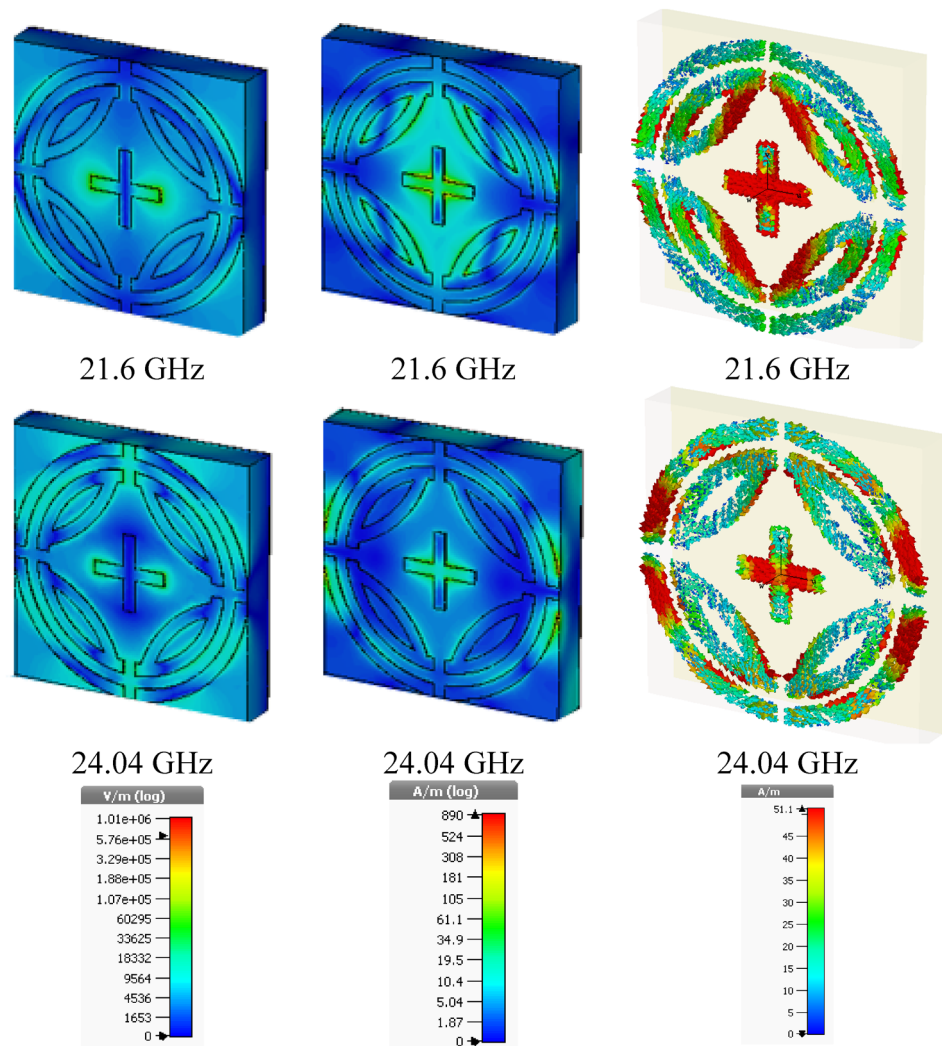 21.6 GHz
21.6 GHz
21.6 GHz
24.04 GHz
24.04 GHz
24.04 GHz
V/m (log)
1.01e+06
5.76e+05
3.29e+05
1.88e+05
1.07e+05
60295
33625
18332
9564
4536
1653
0
A/m (log)
890
524
308
181
105
61.1
34.9
19.5
10.4
5.04
1.87
0
A/m
51.1
45
40
35
30
25
20
15
10
5
0